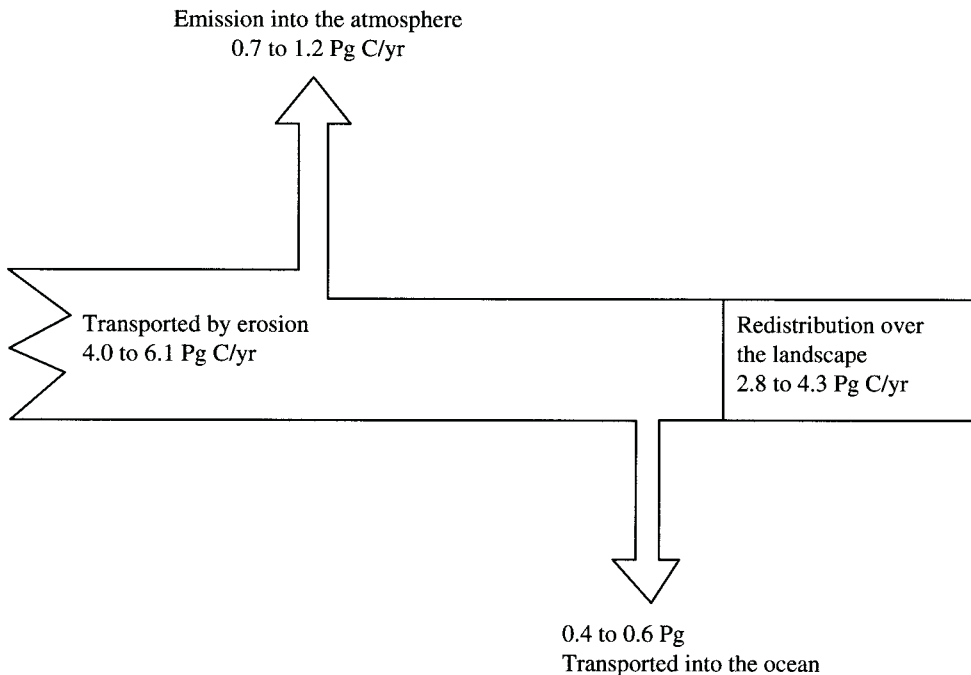 Emission into the atmosphere
0.7 to 1.2 Pg C/yr
Transported by erosion
4.0 to 6.1 Pg C/yr
Redistribution over
the landscape
2.8 to 4.3 Pg C/yr
0.4 to 0.6 Pg
Transported into the ocean